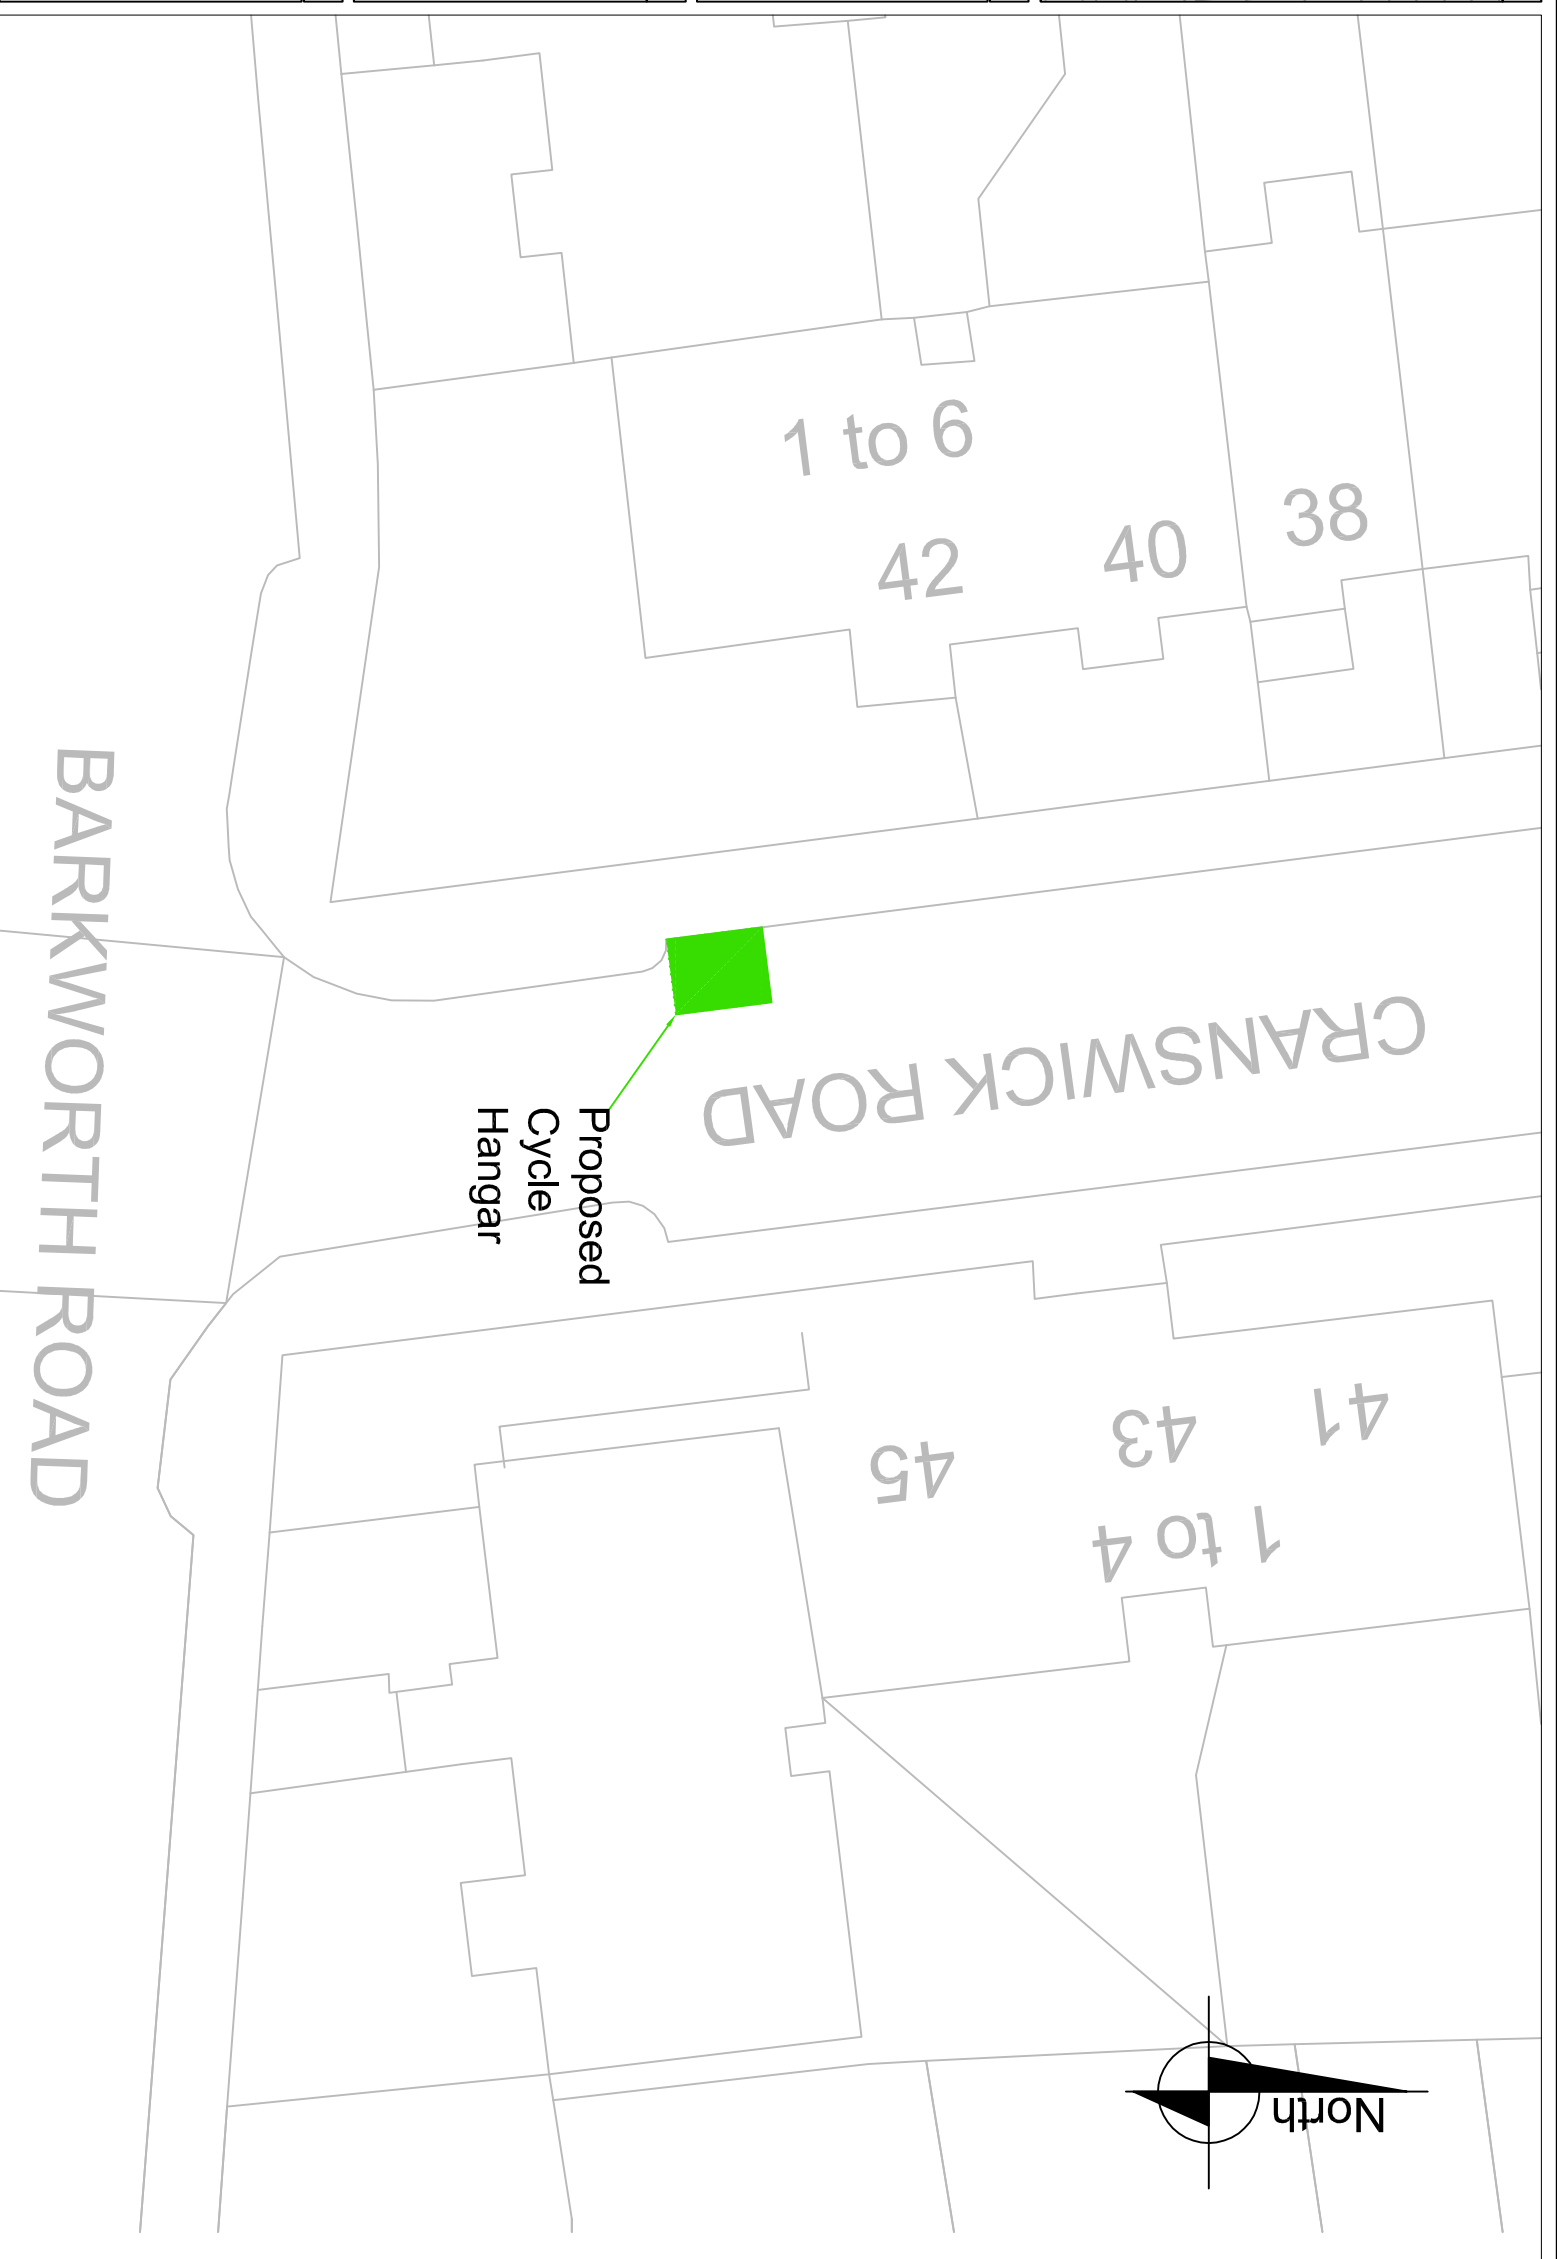 1 to 6
42
40
38
BARKWORTH ROAD
CRANSWICK ROAD
Proposed
Cycle
Hangar
45
43
41
1 to 4
North